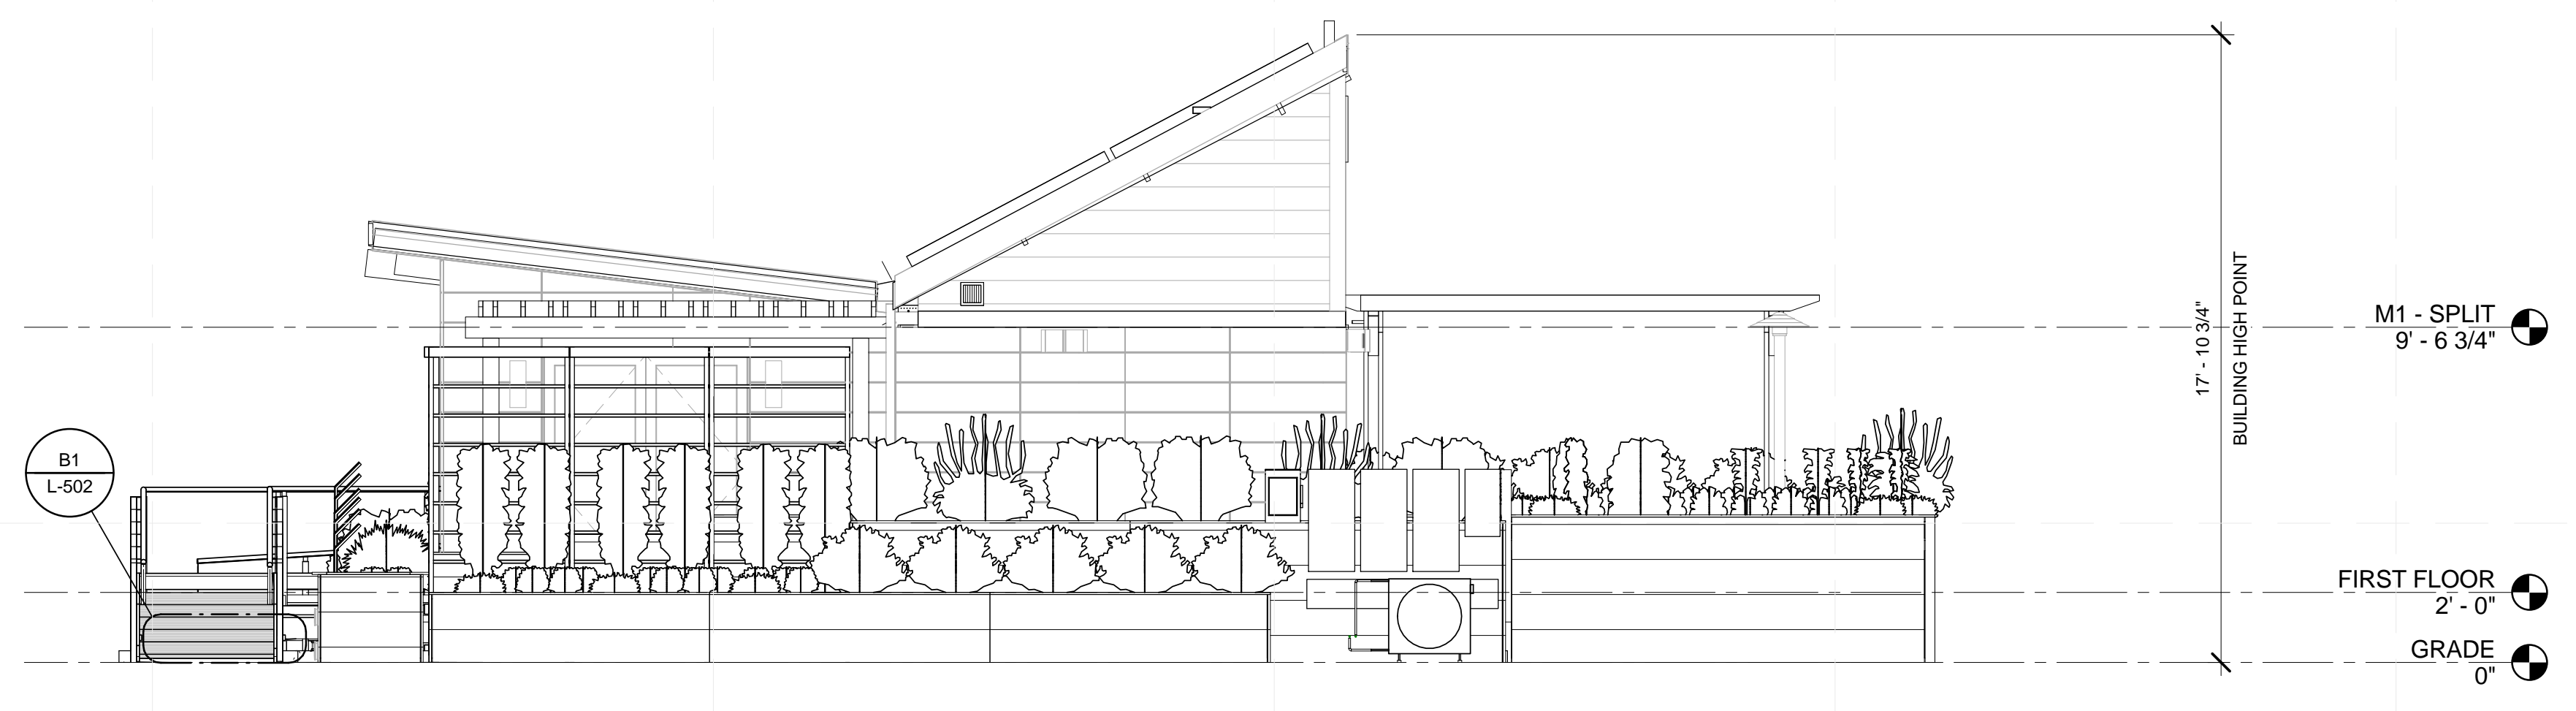 B1
L-502
17' - 10 3/4"
BUILDING HIGH POINT
M1 - SPLIT
9' - 6 3/4"
FIRST FLOOR
2' - 0"
GRADE
0"